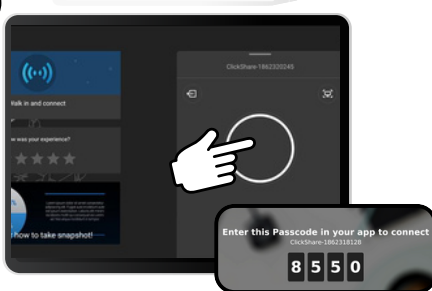 ClickShare-1862320245
Walk in and connect
w was your experience?
%
how to take snapshot!
Enter this Passcode in your app to connect
ClickShare-1862318128
8 5 5 0